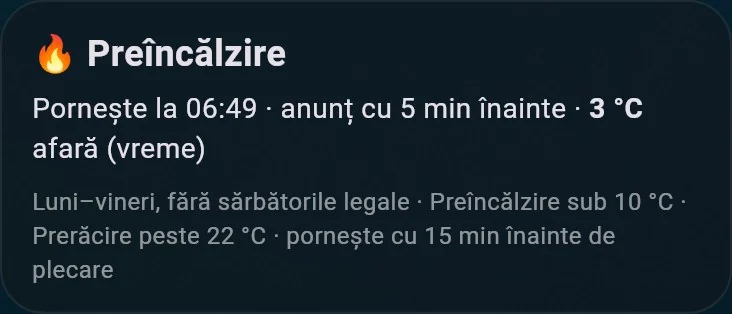 🔥 Preîncălzire
Pornește la 06:49 · anunț cu 5 min înainte · 3 °C
afară (vreme)
Luni–vineri, fără sărbătorile legale · Preîncălzire sub 10 °C ·
Prerăcire peste 22 °C · pornește cu 15 min înainte de
plecare